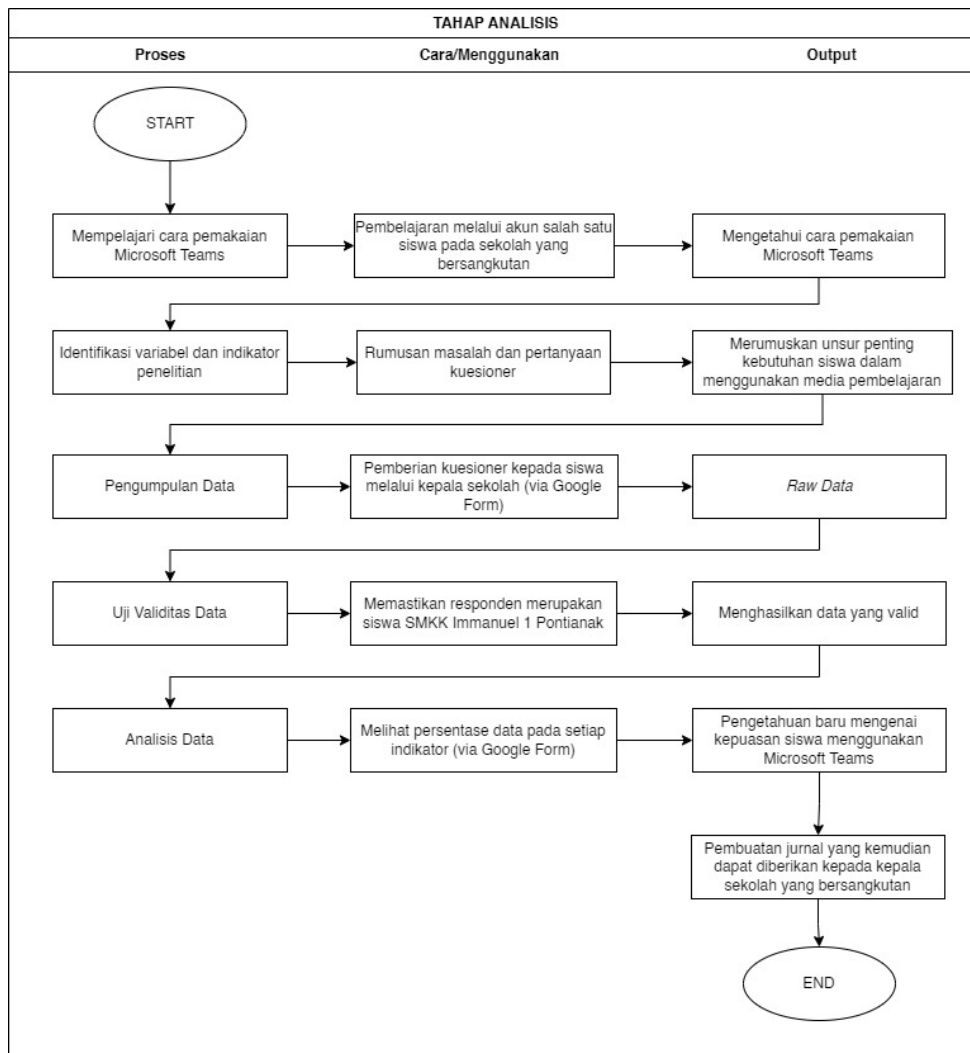 TAHAP ANALISIS
Proses
Cara/Menggunakan
Output
START
Mempelajari cara pemakaian
Microsoft Teams
Pembelajaran melalui akun salah satu
siswa pada sekolah yang
bersangkutan
Mengetahui cara pemakaian
Microsoft Teams
Identifikasi variabel dan indikator
penelitian
Rumusan masalah dan pertanyaan
kuesioner
Merumuskan unsur penting
kebutuhan siswa dalam
menggunakan media pembelajaran
Pengumpulan Data
Pemberian kuesioner kepada siswa
melalui kepala sekolah (via Google
Form)
Raw Data
Uji Validitas Data
Memastikan responden merupakan
siswa SMKK Immanuel 1 Pontianak
Menghasilkan data yang valid
Analisis Data
Melihat persentase data pada setiap
indikator (via Google Form)
Pengetahuan baru mengenai
kepuasan siswa menggunakan
Microsoft Teams
Pembuatan jurnal yang kemudian
dapat diberikan kepada kepala
sekolah yang bersangkutan
END